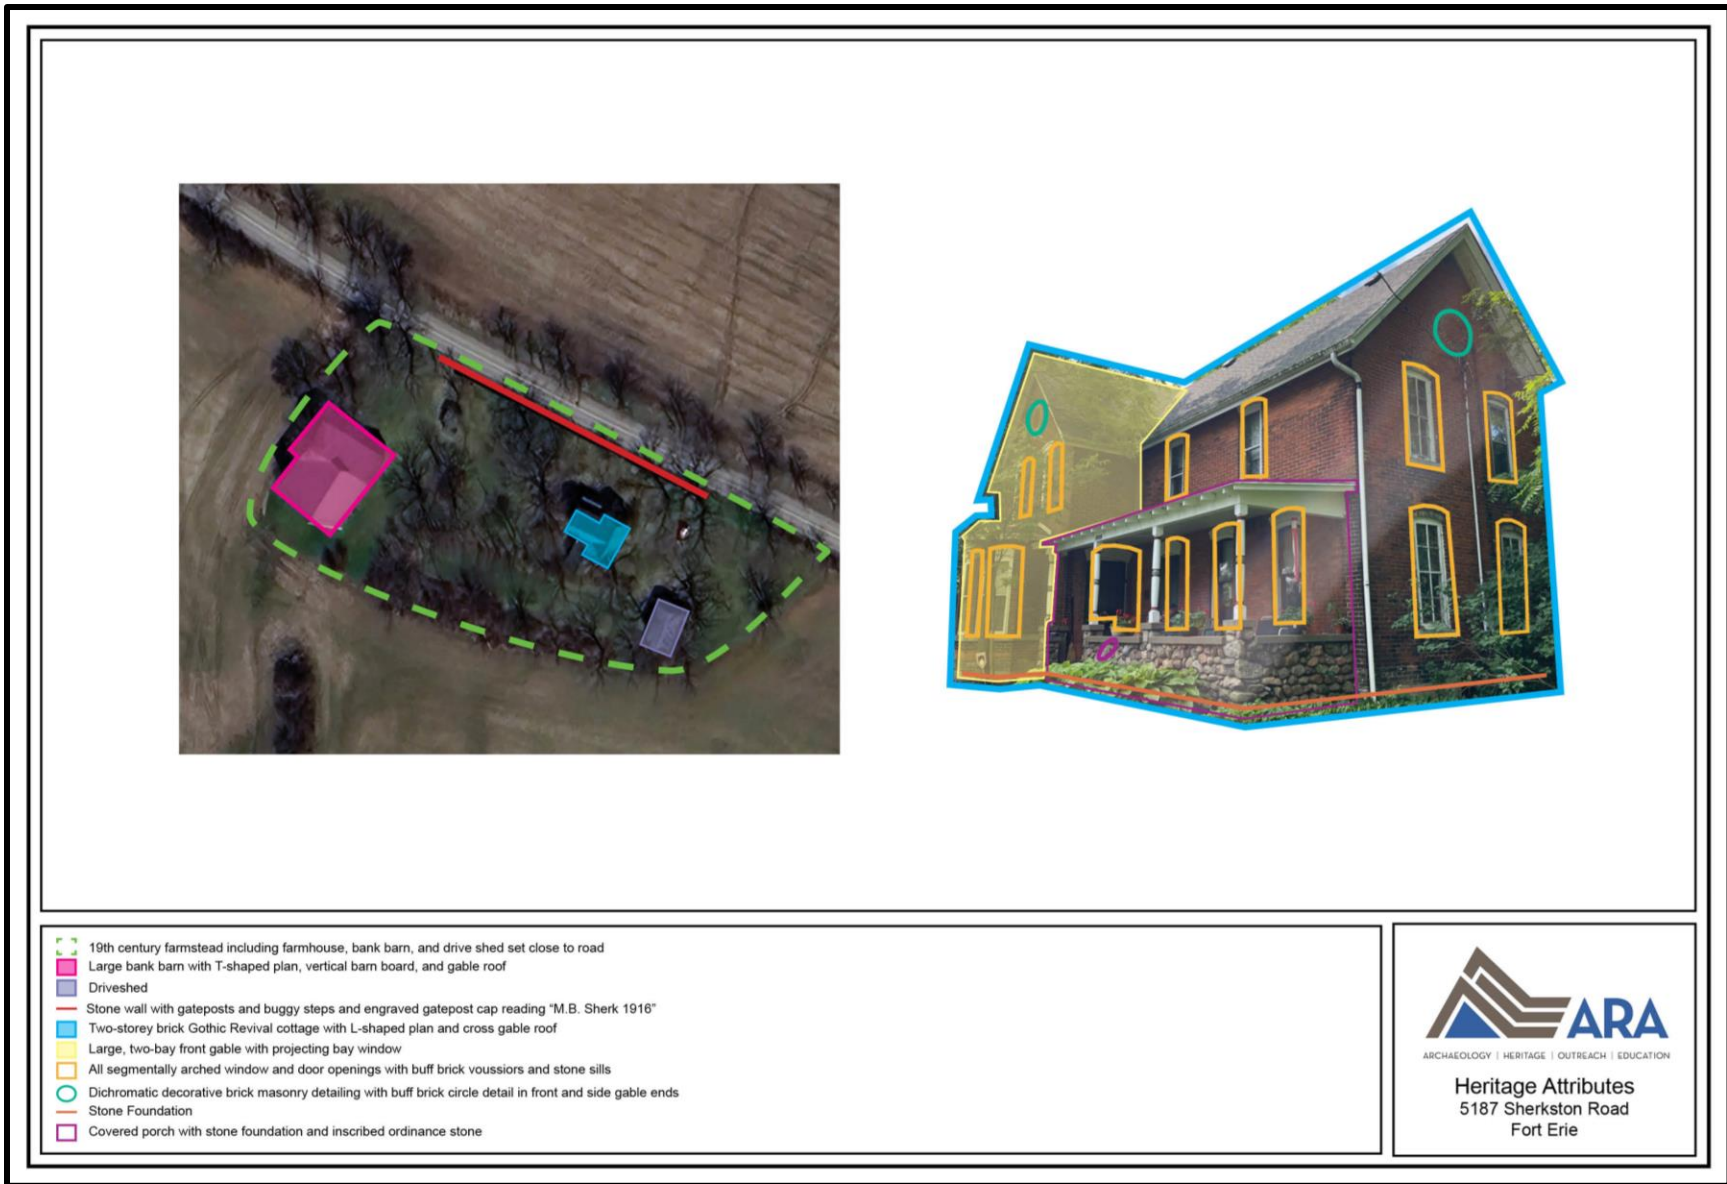 19th century farmstead including farmhouse, bank barn, and drive shed set close to road
Large bank barn with T-shaped plan, vertical barn board, and gable roof
Driveshed
Stone wall with gateposts and buggy steps and engraved gatepost cap reading “M.B. Sherk 1916”
Two-storey brick Gothic Revival cottage with L-shaped plan and cross gable roof
Large, two-bay front gable with projecting bay window
All segmentally arched window and door openings with buff brick voussiors and stone sills
Dichromatic decorative brick masonry detailing with buff brick circle detail in front and side gable ends
Stone Foundation
Covered porch with stone foundation and inscribed ordinance stone
ARA
ARCHAEOLOGY | HERITAGE | OUTREACH | EDUCATION
Heritage Attributes
5187 Sherkston Road
Fort Erie